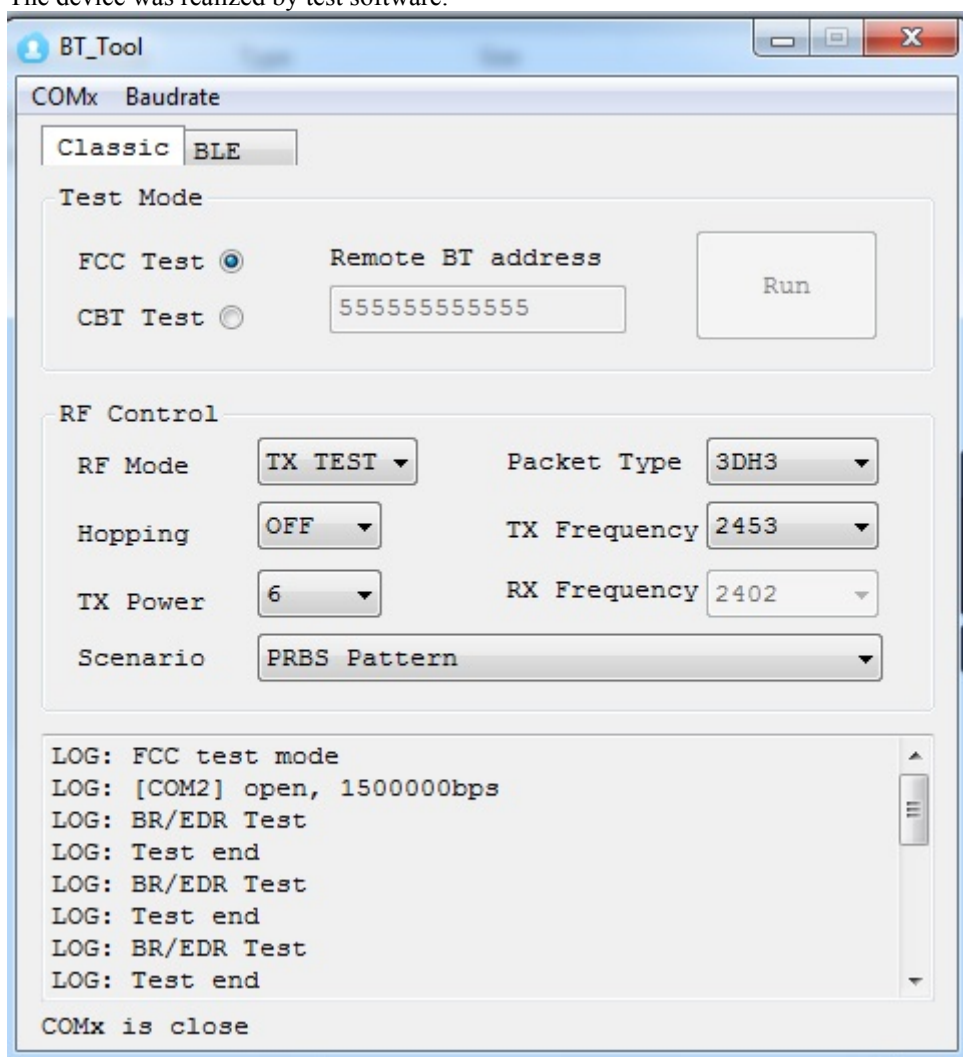 The device was realized by test software.
BT_Tool
COMx Baudrate
Classic BLE
Test Mode
FCC Test Remote BT address
Run
CBT Test 555555555555
RF Control
RF Mode TX TEST Packet Type 3DH3
Hopping OFF TX Frequency 2453
TX Power 6 RX Frequency 2402
Scenario PRBS Pattern
LOG: FCC test mode
LOG: [COM2] open, 1500000bps
LOG: BR/EDR Test
LOG: Test end
LOG: BR/EDR Test
LOG: Test end
LOG: BR/EDR Test
LOG: Test end
COMx is close